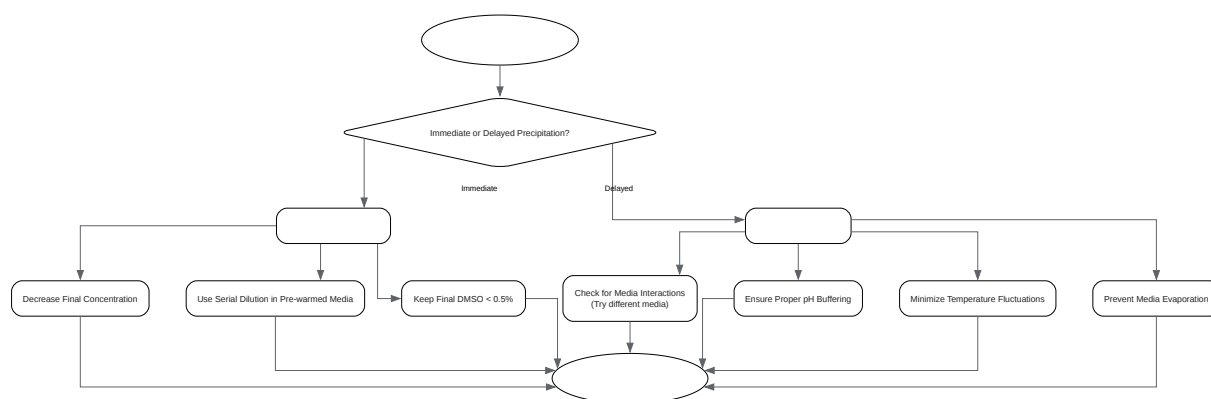 Immediate or Delayed Precipitation?
Immediate
Delayed
Decrease Final Concentration
Use Serial Dilution in Pre-warmed Media
Keep Final DMSO < 0.5%
Check for Media Interactions
(Try different media)
Ensure Proper pH Buffering
Minimize Temperature Fluctuations
Prevent Media Evaporation